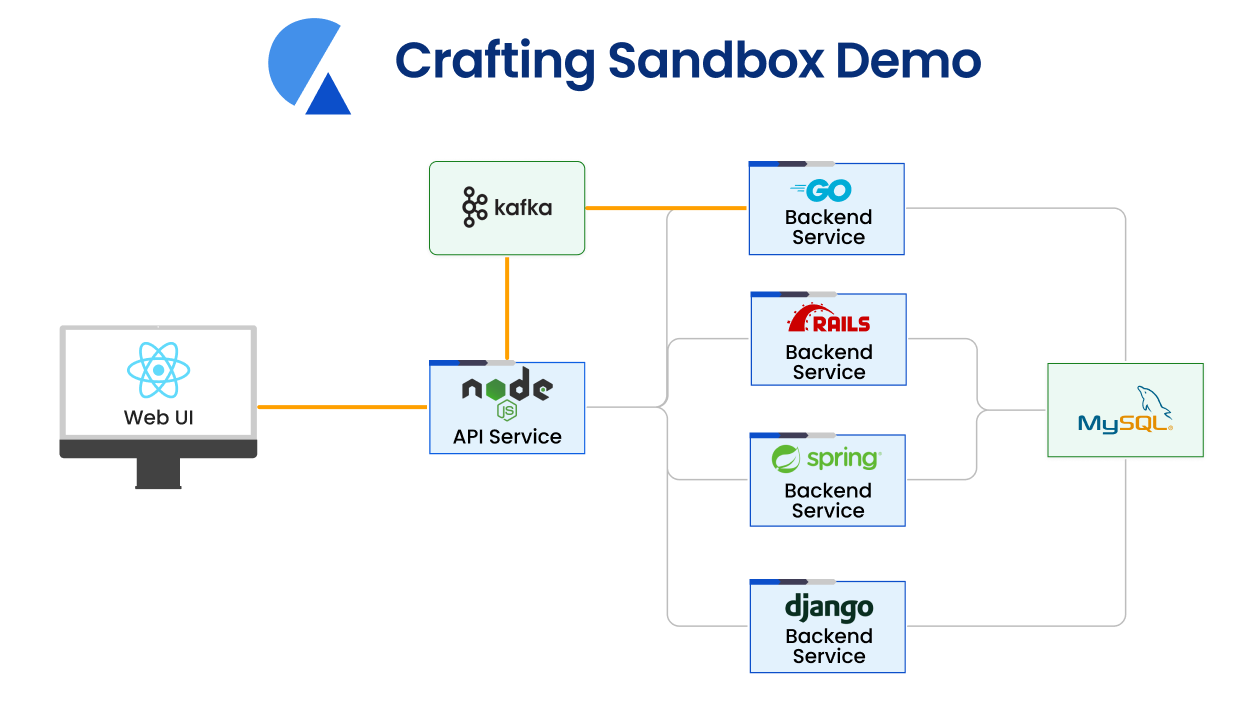 Crafting Sandbox Demo
kafka
GO
Backend
Service
RAILS
Backend
Service
Web UI
node
JS
API Service
MySQL®
spring
Backend
Service
django
Backend
Service